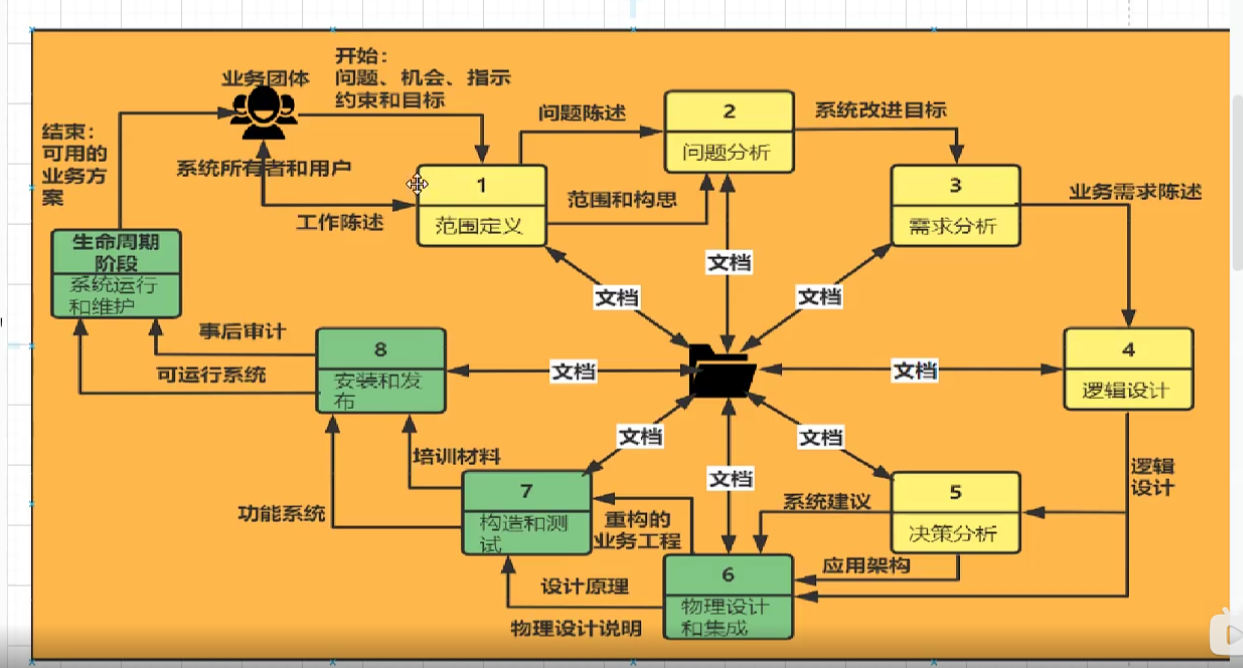 开始：
问题、机会、指示
约束和目标
业务团体
结束：
可用的
业务方
案
系统所有者和用户
工作陈述
1
范围定义
问题陈述
范围和构思
2
问题分析
系统改进目标
3
需求分析
业务需求陈述
生命周期
阶段
系统运行
和维护
文档
文档
文档
事后审计
可运行系统
8
安装和发
布
文档
文档
4
逻辑设计
文档
文档
文档
培训材料
功能系统
7
构造和测
试
重构的
业务工程
系统建议
5
决策分析
逻辑
设计
应用架构
设计原理
物理设计说明
6
物理设计
和集成